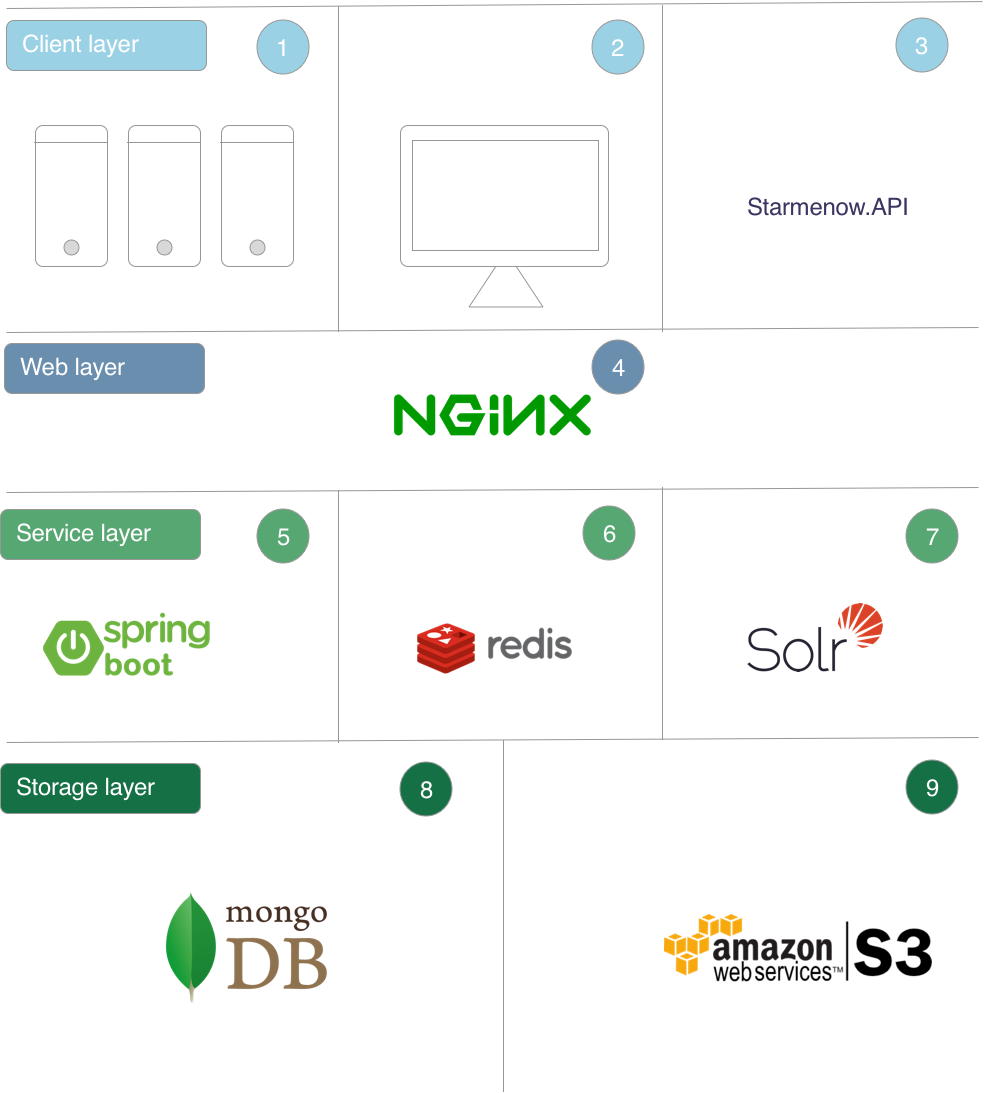 Client layer
1
2
3
Starmenow.API
Web layer
4
NGiNX
Service layer
5
6
7
spring
boot
redis
Solr
Storage layer
8
9
mongo
DB
amazon
web services™
S3